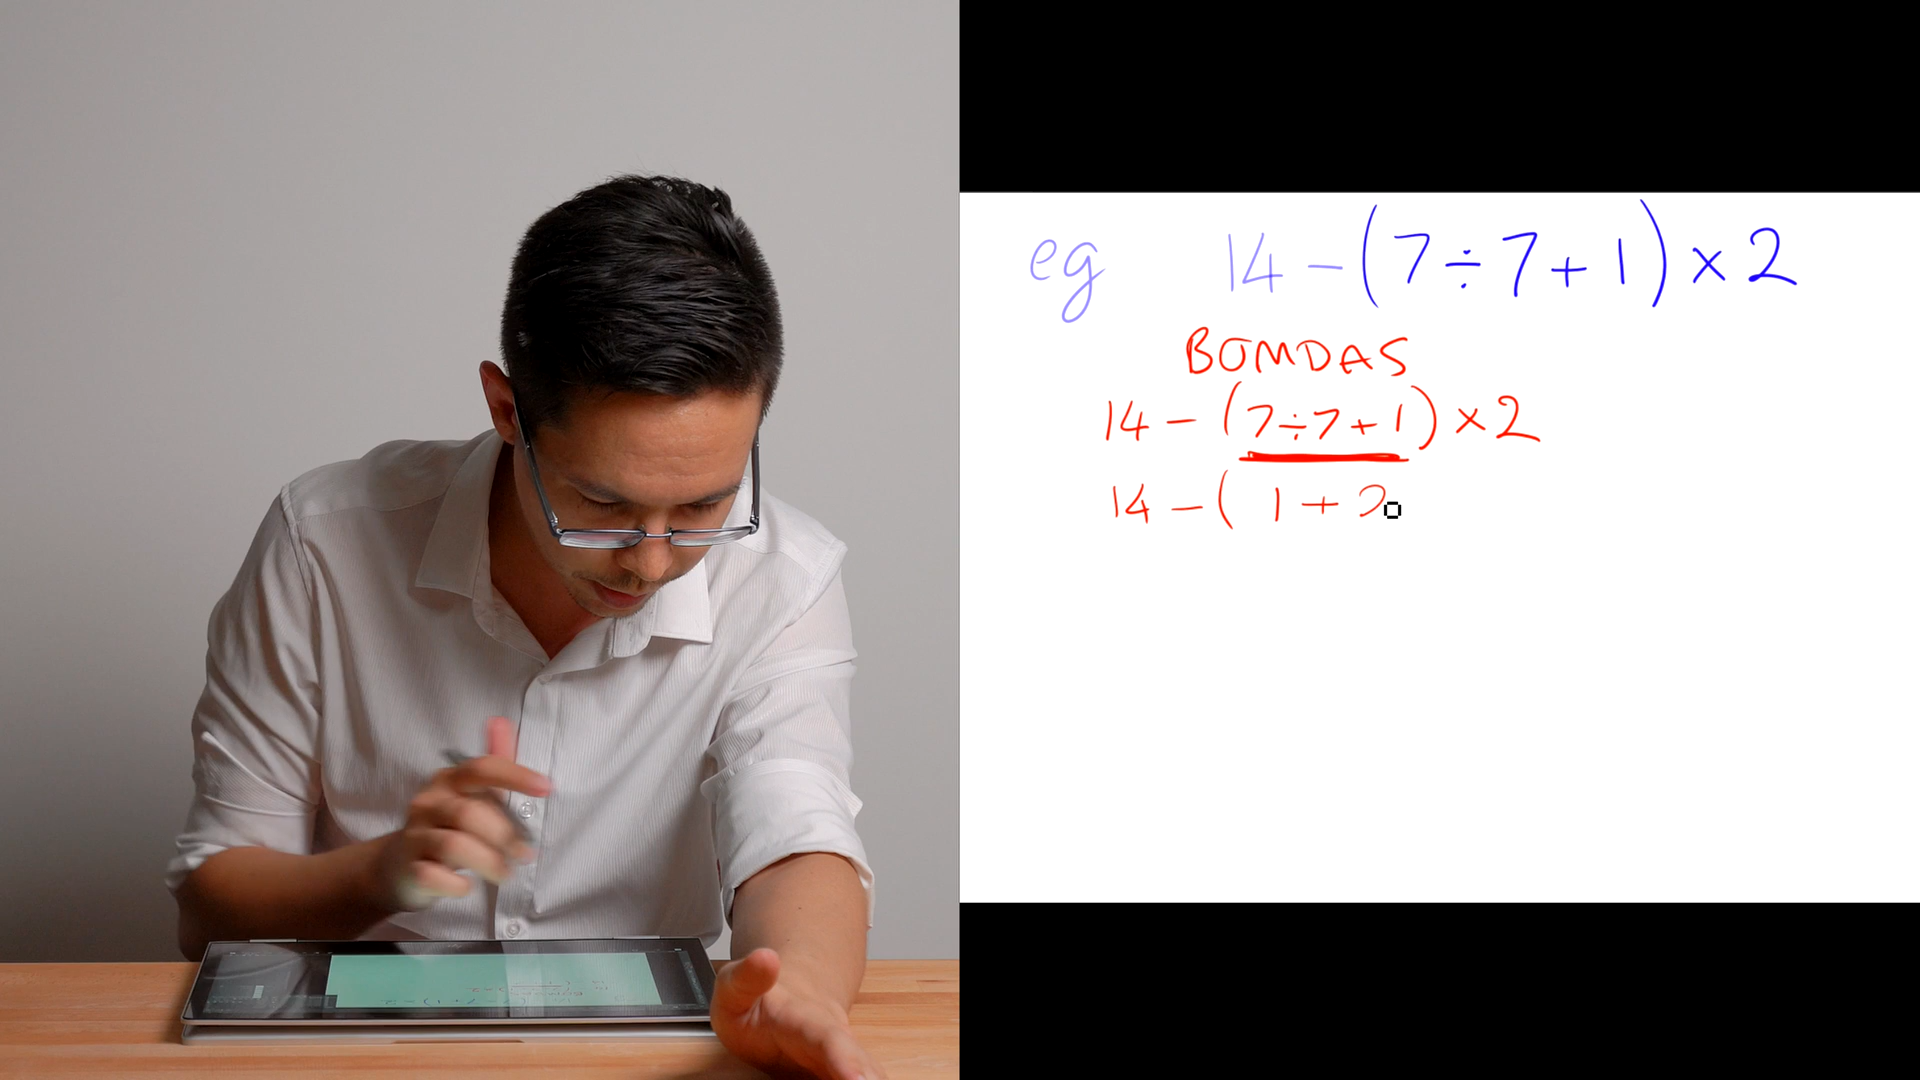 eg 14 - (7 ÷ 7 + 1) × 2
BOMDAS
14 - (7 ÷ 7 + 1) × 2
14 - ( 1 + 2